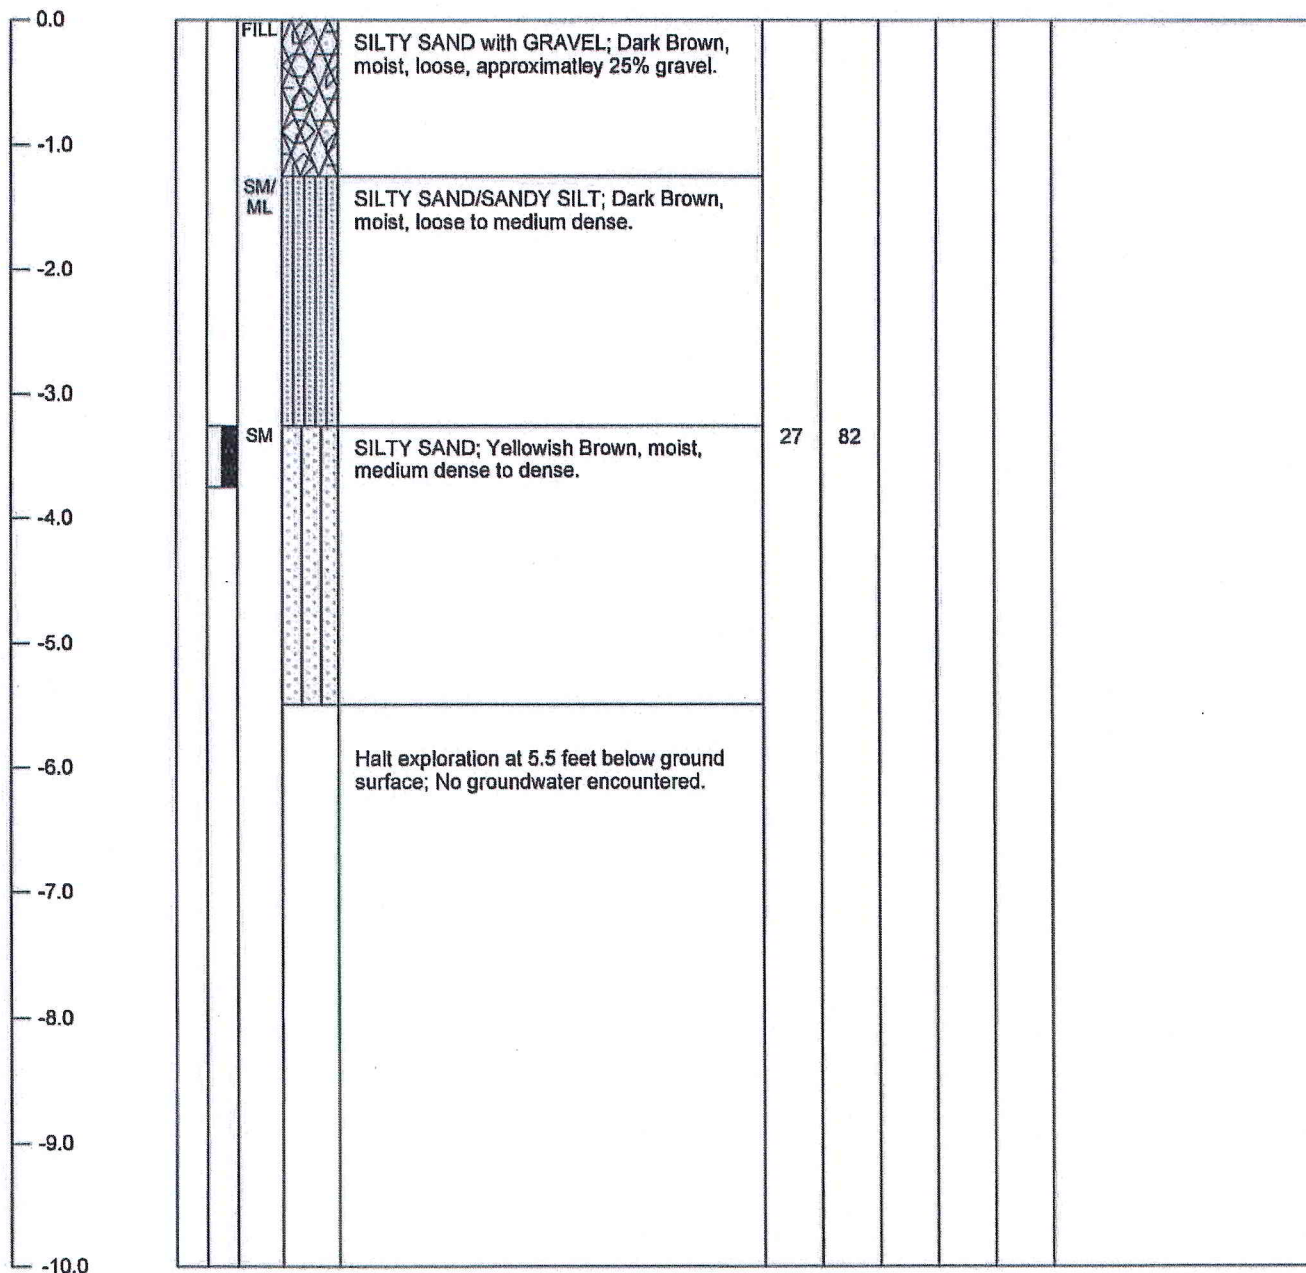 0.0
FILL
SILTY SAND with GRAVEL; Dark Brown,
moist, loose, approximatley 25% gravel.
-1.0
SM/
ML
SILTY SAND/SANDY SILT; Dark Brown,
moist, loose to medium dense.
-2.0
-3.0
SM
SILTY SAND; Yellowish Brown, moist,
medium dense to dense.
27 82
-4.0
-5.0
Halt exploration at 5.5 feet below ground
surface; No groundwater encountered.
-6.0
-7.0
-8.0
-9.0
-10.0